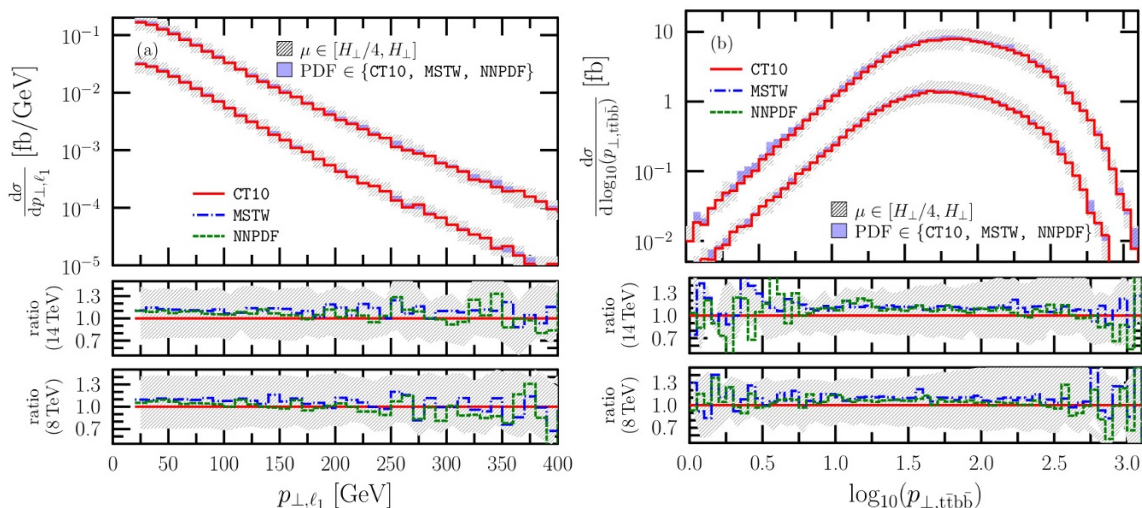 (a)
μ ∈ [H⊥/4, H⊥]
PDF ∈ {CT10, MSTW, NNPDF}
dσ/dp⊥,ℓ₁ [fb/GeV]
10⁻¹
10⁻²
10⁻³
10⁻⁴
10⁻⁵
CT10
MSTW
NNPDF
ratio
(14 TeV)
1.3
1.0
0.7
ratio
(8 TeV)
1.3
1.0
0.7
0 50 100 150 200 250 300 350 400
p⊥,ℓ₁ [GeV]
(b)
dσ/d log₁₀(p⊥,tt̄bb̄) [fb]
10
1
10⁻¹
10⁻²
CT10
MSTW
NNPDF
μ ∈ [H⊥/4, H⊥]
PDF ∈ {CT10, MSTW, NNPDF}
ratio
(14 TeV)
1.3
1.0
0.7
ratio
(8 TeV)
1.3
1.0
0.7
0.0 0.5 1.0 1.5 2.0 2.5 3.0
log₁₀(p⊥,tt̄bb̄)